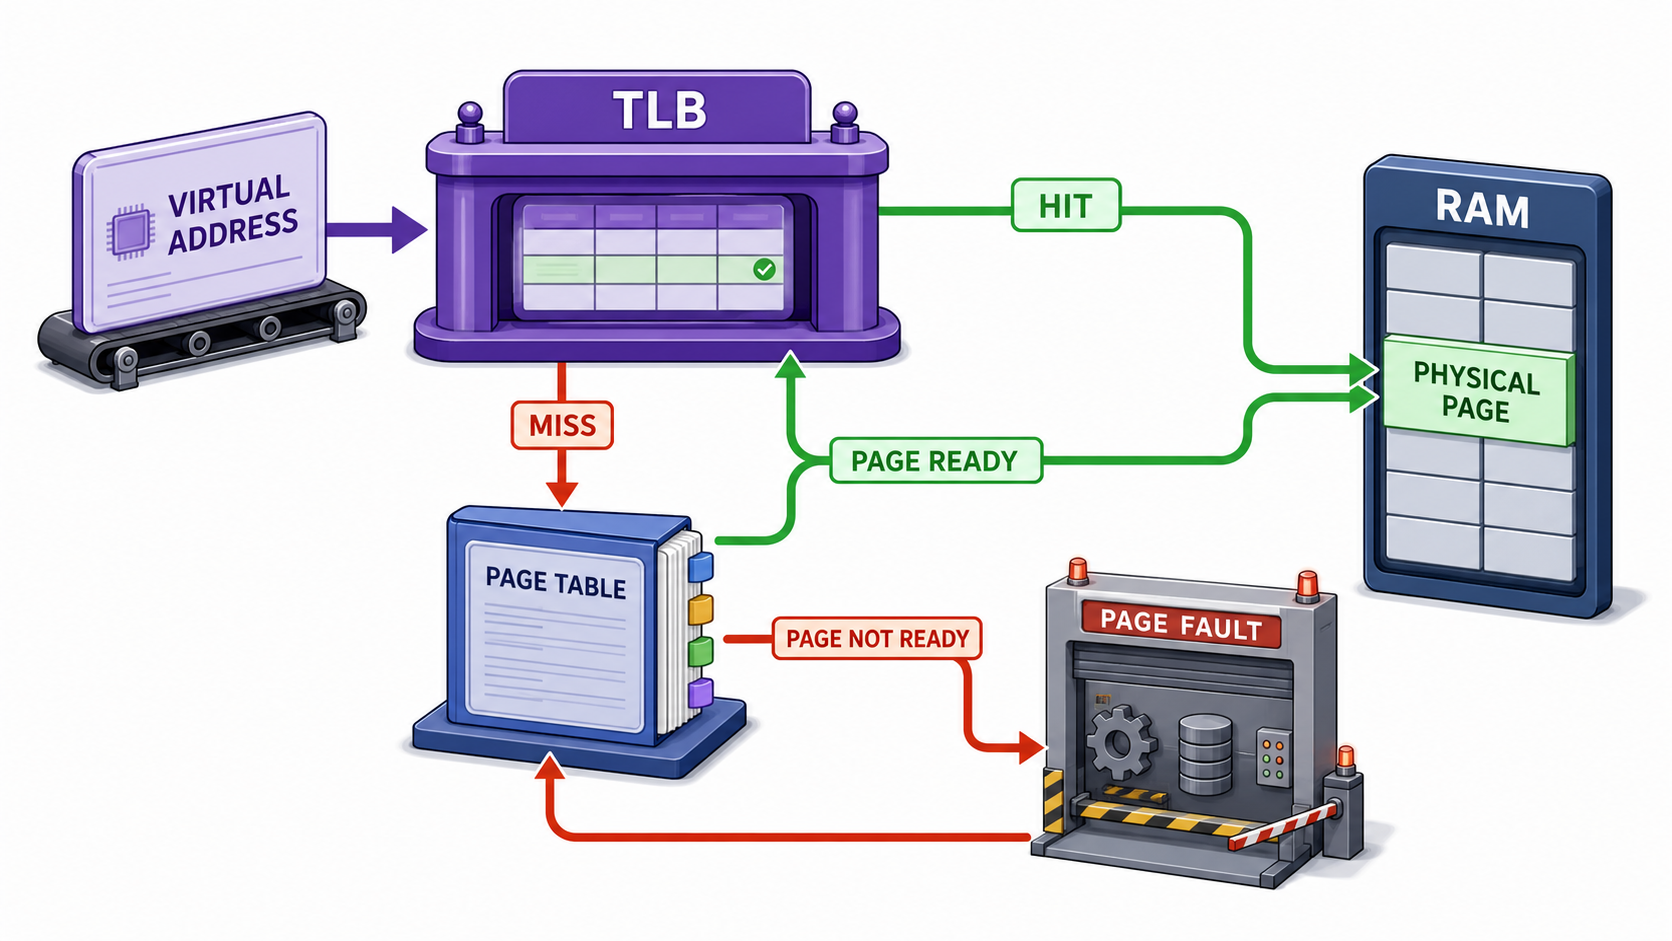 TLB
VIRTUAL
ADDRESS
HIT
RAM
PHYSICAL
PAGE
MISS
PAGE READY
PAGE TABLE
PAGE NOT READY
PAGE FAULT